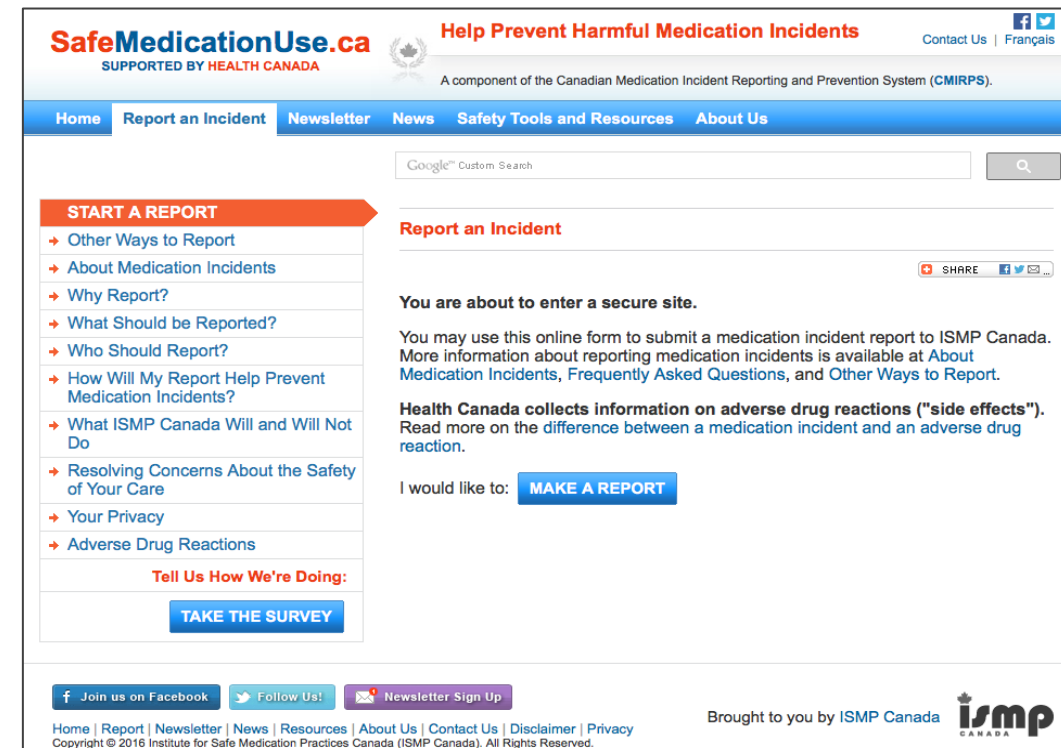 SafeMedicationUse.ca
SUPPORTED BY HEALTH CANADA
Help Prevent Harmful Medication Incidents
Contact Us | Français
A component of the Canadian Medication Incident Reporting and Prevention System (CMIRPS).
Home Report an Incident Newsletter News Safety Tools and Resources About Us
Google™ Custom Search
START A REPORT
Other Ways to Report
About Medication Incidents
Why Report?
What Should be Reported?
Who Should Report?
How Will My Report Help Prevent
Medication Incidents?
What ISMP Canada Will and Will Not
Do
Resolving Concerns About the Safety
of Your Care
Your Privacy
Adverse Drug Reactions
Tell Us How We're Doing:
TAKE THE SURVEY
Report an Incident
SHARE ...
You are about to enter a secure site.
You may use this online form to submit a medication incident report to ISMP Canada.
More information about reporting medication incidents is available at About
Medication Incidents, Frequently Asked Questions, and Other Ways to Report.
Health Canada collects information on adverse drug reactions ("side effects").
Read more on the difference between a medication incident and an adverse drug
reaction.
I would like to: MAKE A REPORT
f Join us on Facebook Follow Us! Newsletter Sign Up
Home | Report | Newsletter | News | Resources | About Us | Contact Us | Disclaimer | Privacy
Copyright © 2016 Institute for Safe Medication Practices Canada (ISMP Canada). All Rights Reserved.
Brought to you by ISMP Canada
ismp
CANADA